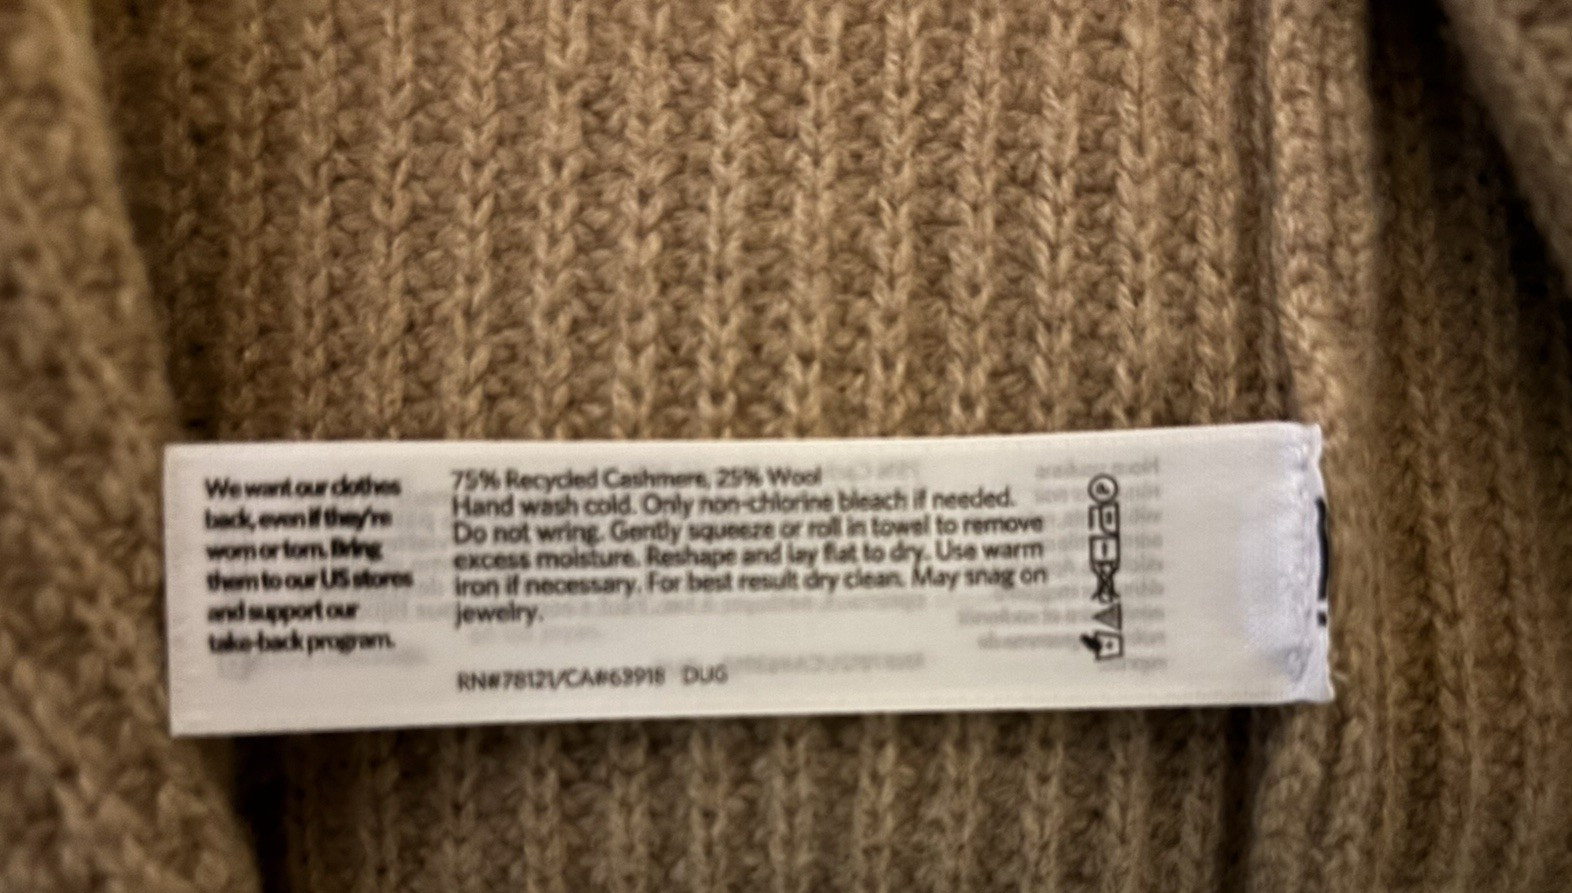 We want our clothes
back, even if they're
worn or torn. Bring
them to our US stores
and support our
take-back program.
75% Recycled Cashmere, 25% Wool
Hand wash cold. Only non-chlorine bleach if needed.
Do not wring. Gently squeeze or roll in towel to remove
excess moisture. Reshape and lay flat to dry. Use warm
iron if necessary. For best result dry clean. May snag on
jewelry.
RN#78121/CA#63918 DUG